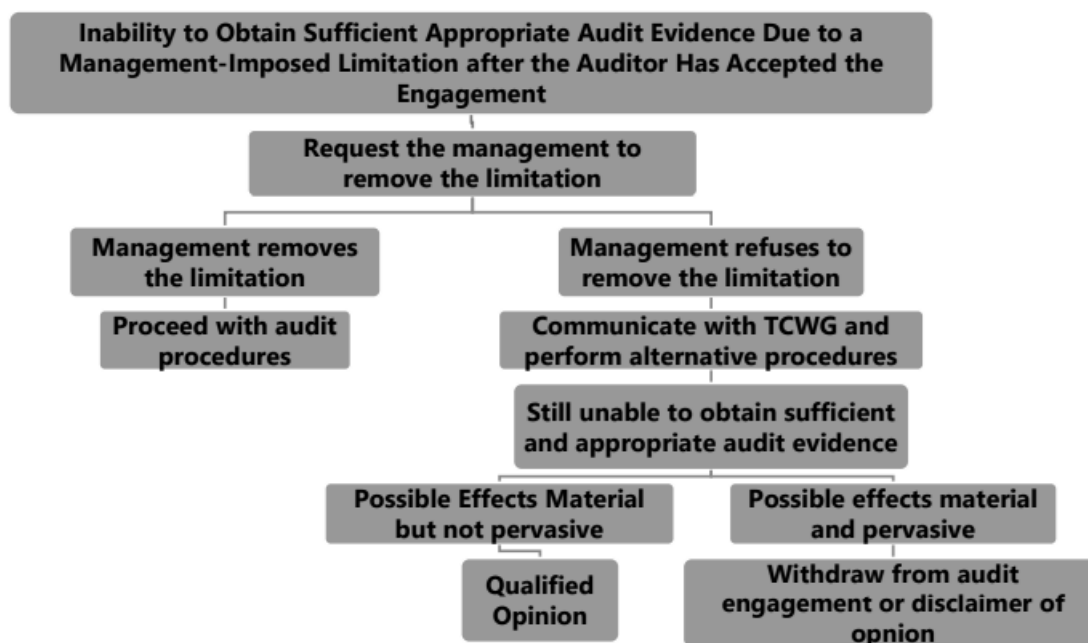 Inability to Obtain Sufficient Appropriate Audit Evidence Due to a
Management-Imposed Limitation after the Auditor Has Accepted the
Engagement
Request the management to
remove the limitation
Management removes
the limitation
Management refuses to
remove the limitation
Proceed with audit
procedures
Communicate with TCWG and
perform alternative procedures
Still unable to obtain sufficient
and appropriate audit evidence
Possible Effects Material
but not pervasive
Possible effects material
and pervasive
Qualified
Opinion
Withdraw from audit
engagement or disclaimer of
opnion